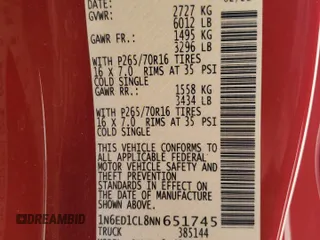 DATE:
GVWR: 2727 KG
6012 LB
GAWR FR.: 1495 KG
3296 LB
WITH P265/70R16 TIRES
16 x 7.0 RIMS AT 35 PSI
COLD SINGLE
GAWR RR.: 1558 KG
3434 LB
WITH P265/70R16 TIRES
16 x 7.0 RIMS AT 35 PSI
COLD SINGLE
THIS VEHICLE CONFORMS TO
ALL APPLICABLE FEDERAL
MOTOR VEHICLE SAFETY AND
THEFT PREVENTION
STANDARDS IN EFFECT ON THE
DATE OF MANUFACTURE
SHOWN ABOVE.
1N6ED1CL8NN651745
TRUCK 385144
DREAMBID